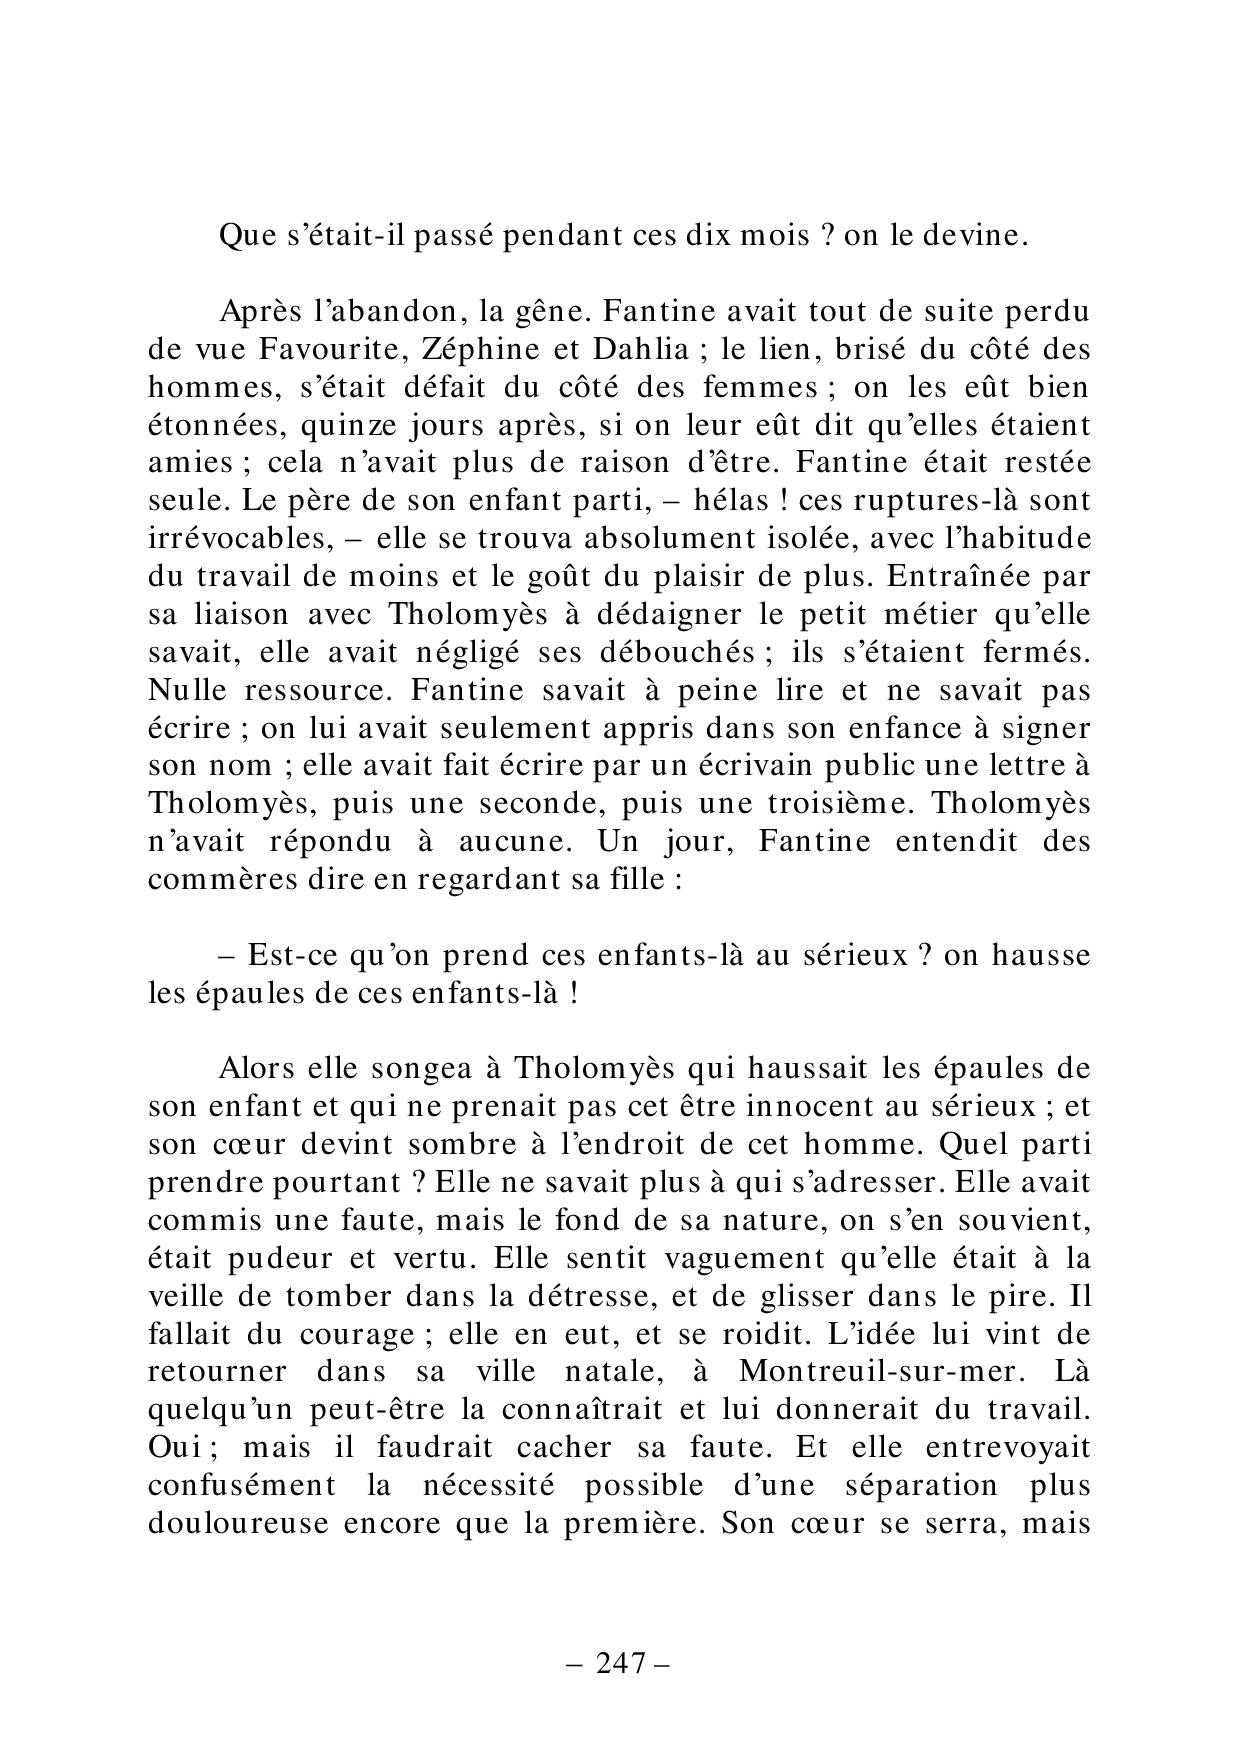 Que s’était-il passé pendant ces dix mois ? on le devine.
Après l’abandon, la gêne. Fantine avait tout de suite perdu
de vue Favourite, Zéphine et Dahlia ; le lien, brisé du côté des
hommes, s’était défait du côté des femmes ; on les eût bien
étonnées, quinze jours après, si on leur eût dit qu’elles étaient
amies ; cela n’avait plus de raison d’être. Fantine était restée
seule. Le père de son enfant parti, – hélas ! ces ruptures-là sont
irrévocables, – elle se trouva absolument isolée, avec l’habitude
du travail de moins et le goût du plaisir de plus. Entraînée par
sa liaison avec Tholomyès à dédaigner le petit métier qu’elle
savait, elle avait négligé ses débouchés ; ils s’étaient fermés.
Nulle ressource. Fantine savait à peine lire et ne savait pas
écrire ; on lui avait seulement appris dans son enfance à signer
son nom ; elle avait fait écrire par un écrivain public une lettre à
Tholomyès, puis une seconde, puis une troisième. Tholomyès
n’avait répondu à aucune. Un jour, Fantine entendit des
commères dire en regardant sa fille :
– Est-ce qu’on prend ces enfants-là au sérieux ? on hausse
les épaules de ces enfants-là !
Alors elle songea à Tholomyès qui haussait les épaules de
son enfant et qui ne prenait pas cet être innocent au sérieux ; et
son cœur devint sombre à l’endroit de cet homme. Quel parti
prendre pourtant ? Elle ne savait plus à qui s’adresser. Elle avait
commis une faute, mais le fond de sa nature, on s’en souvient,
était pudeur et vertu. Elle sentit vaguement qu’elle était à la
veille de tomber dans la détresse, et de glisser dans le pire. Il
fallait du courage ; elle en eut, et se roidit. L’idée lui vint de
retourner dans sa ville natale, à Montreuil-sur-mer. Là
quelqu’un peut-être la connaîtrait et lui donnerait du travail.
Oui ; mais il faudrait cacher sa faute. Et elle entrevoyait
confusément la nécessité possible d’une séparation plus
douloureuse encore que la première. Son cœur se serra, mais
– 247 –